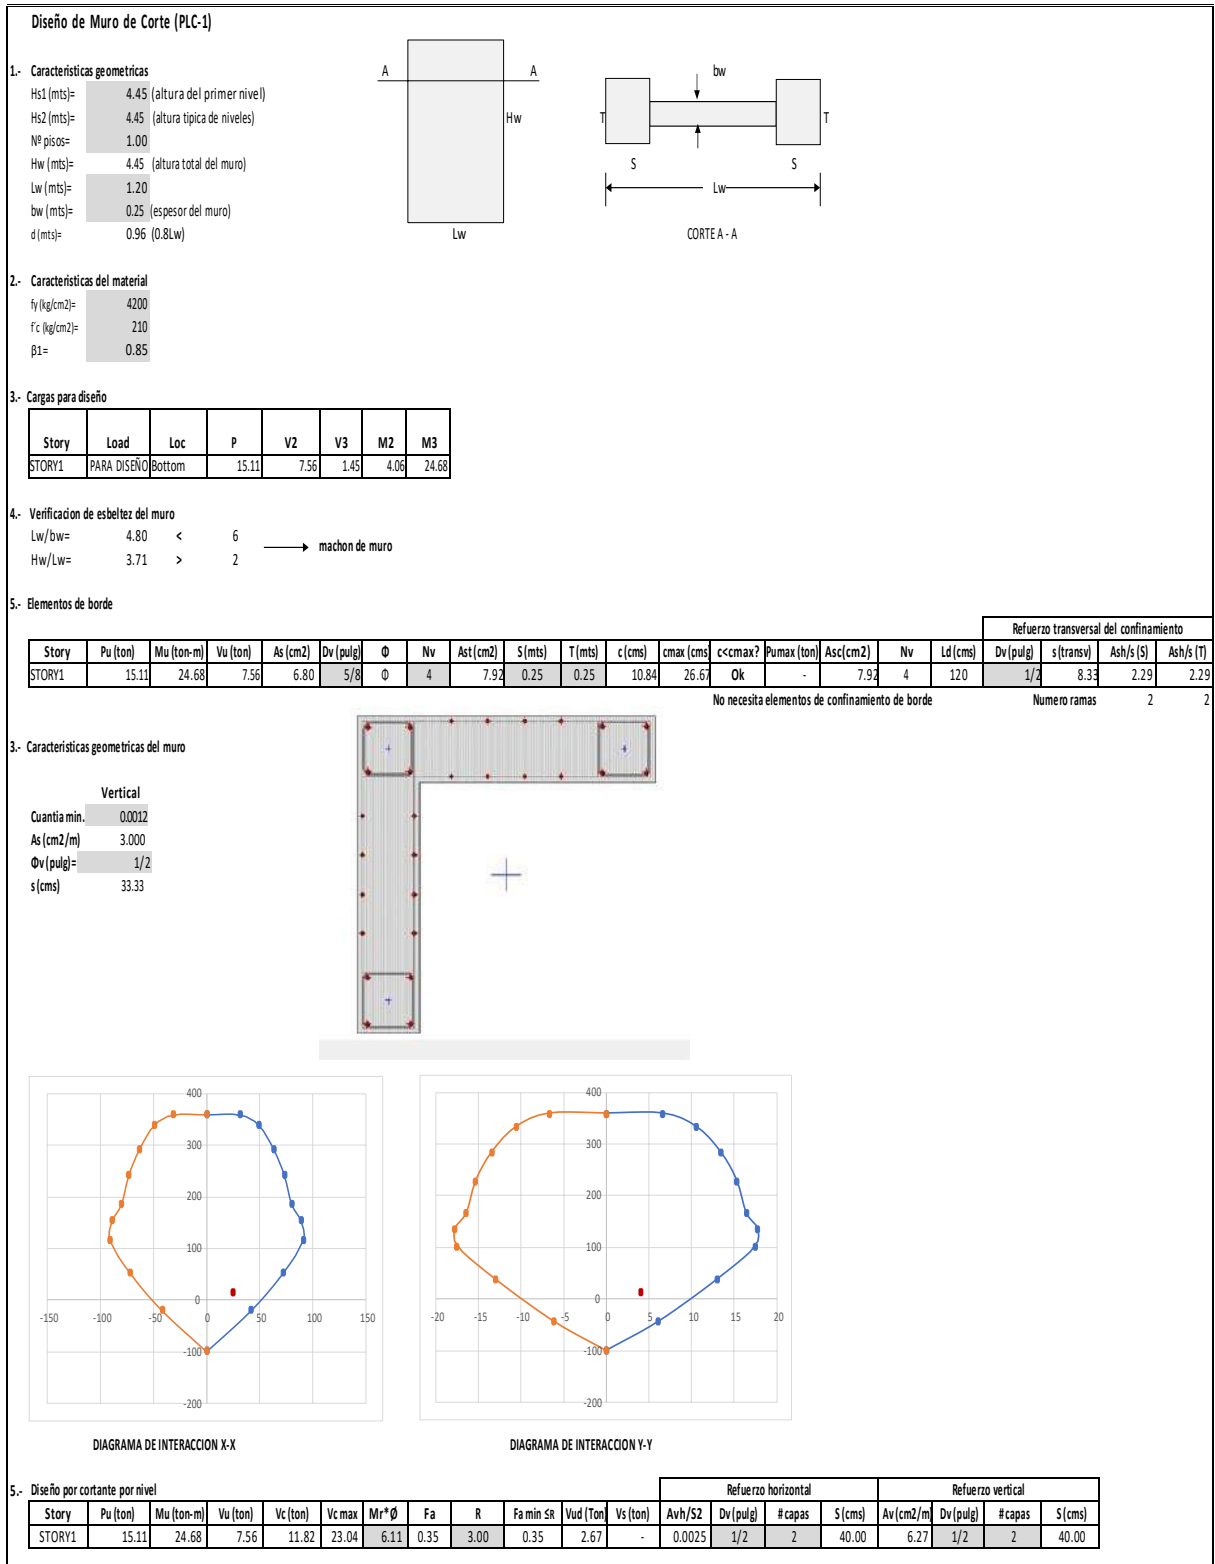 Diseño de Muro de Corte (PLC-1)
1.- Caracteristicas geometricas
Hs1 (mts)= 4.45 (altura del primer nivel)
Hs2 (mts)= 4.45 (altura tipica de niveles)
Nº pisos= 1.00
Hw (mts)= 4.45 (altura total del muro)
Lw (mts)= 1.20
bw (mts)= 0.25 (espesor del muro)
d (mts)= 0.96 (0.8Lw)
A A
Hw
Lw
bw
T T
S S
Lw
CORTE A - A
2.- Caracteristicas del material
fy (kg/cm2)= 4200
f´c (kg/cm2)= 210
β1= 0.85
3.- Cargas para diseño
Story Load Loc P V2 V3 M2 M3
STORY1 PARA DISEÑO Bottom 15.11 7.56 1.45 4.06 24.68
4.- Verificacion de esbeltez del muro
Lw/bw= 4.80 < 6
Hw/Lw= 3.71 > 2
machon de muro
5.- Elementos de borde
Refuerzo transversal del confinamiento
Story Pu (ton) Mu (ton-m) Vu (ton) As (cm2) Dv (pulg) Φ Nv Ast (cm2) S (mts) T (mts) c (cms) cmax (cms) c<cmax? Pumax (ton) Asc(cm2) Nv Ld (cms) Dv (pulg) s (transv) Ash/s (S) Ash/s (T)
STORY1 15.11 24.68 7.56 6.80 5/8 Φ 4 7.92 0.25 0.25 10.84 26.67 Ok - 7.92 4 120 1/2 8.33 2.29 2.29
No necesita elementos de confinamiento de borde Numero ramas 2 2
3.- Caracteristicas geometricas del muro
Vertical
Cuantia min. 0.0012
As (cm2/m) 3.000
Φv (pulg)= 1/2
s (cms) 33.33
400
300
200
100
0
-100
-200
-150 -100 -50 0 50 100 150
DIAGRAMA DE INTERACCION X-X
400
300
200
100
0
-100
-200
-20 -15 -10 -5 0 5 10 15 20
DIAGRAMA DE INTERACCION Y-Y
5.- Diseño por cortante por nivel
Refuerzo horizontal Refuerzo vertical
Story Pu (ton) Mu (ton-m) Vu (ton) Vc (ton) Vc max Mr*Ø Fa R Fa min ≤R Vud (Ton) Vs (ton) Avh/S2 Dv (pulg) # capas S (cms) Av (cm2/m) Dv (pulg) # capas S (cms)
STORY1 15.11 24.68 7.56 11.82 23.04 6.11 0.35 3.00 0.35 2.67 - 0.0025 1/2 2 40.00 6.27 1/2 2 40.00